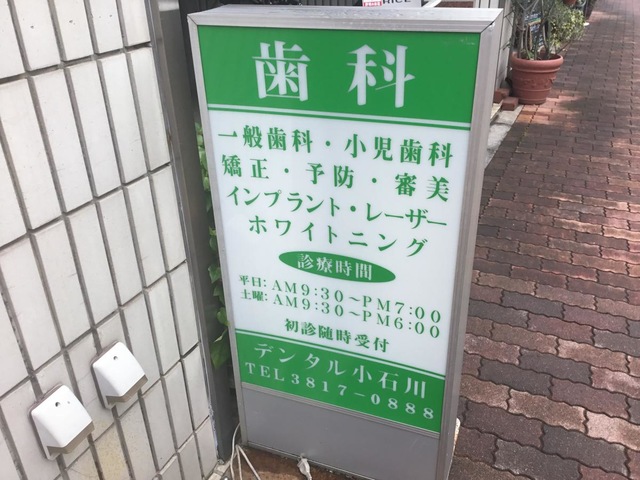 RICE
歯科
一般歯科・小児歯科
矯正・予防・審美
インプラント・レーザー
ホワイトニング
診療時間
平日:AM9:30~PM7:00
土曜:AM9:30~PM6:00
初診随時受付
デンタル小石川
TEL3817-0888